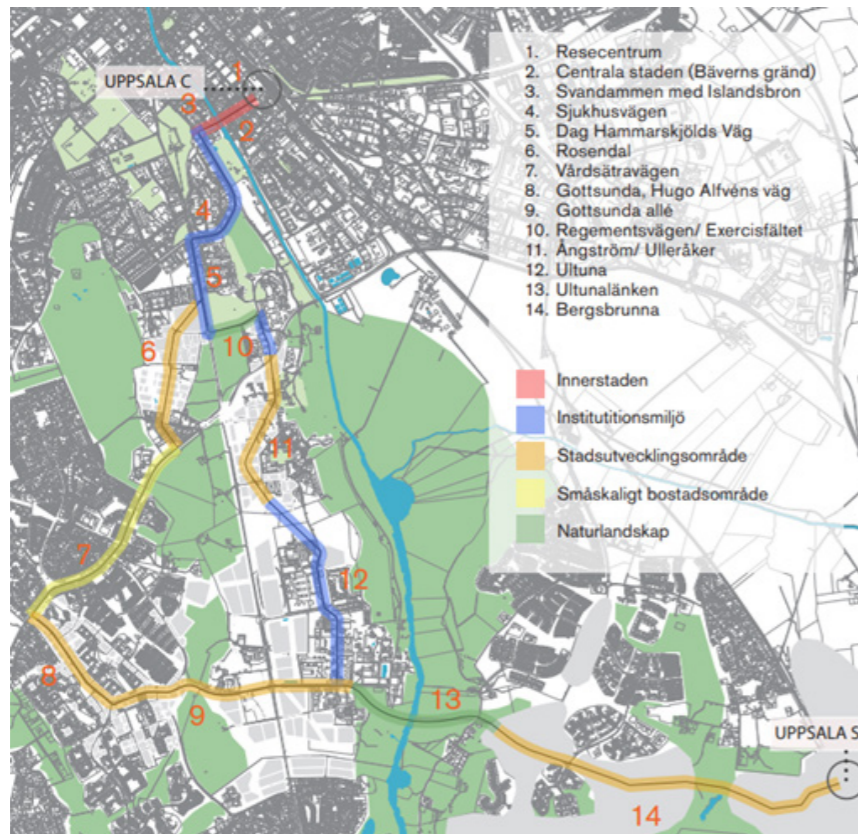 UPPSALA C
1
2
3
4
5
6
7
8
9
10
11
12
13
14
UPPSALA S
1. Resecentrum
2. Centrala staden (Bäverns gränd)
3. Svandammen med Islandsbron
4. Sjukhusvägen
5. Dag Hammarskjölds Väg
6. Rosendal
7. Vårdsätravägen
8. Gottsunda, Hugo Alfvéns väg
9. Gottsunda allé
10. Regementsvägen/ Exercisfältet
11. Ångström/ Ulleråker
12. Ultuna
13. Ultunalänken
14. Bergsbrunna
Innerstaden
Institutitionsmiljö
Stadsutvecklingsområde
Småskaligt bostadsområde
Naturlandskap